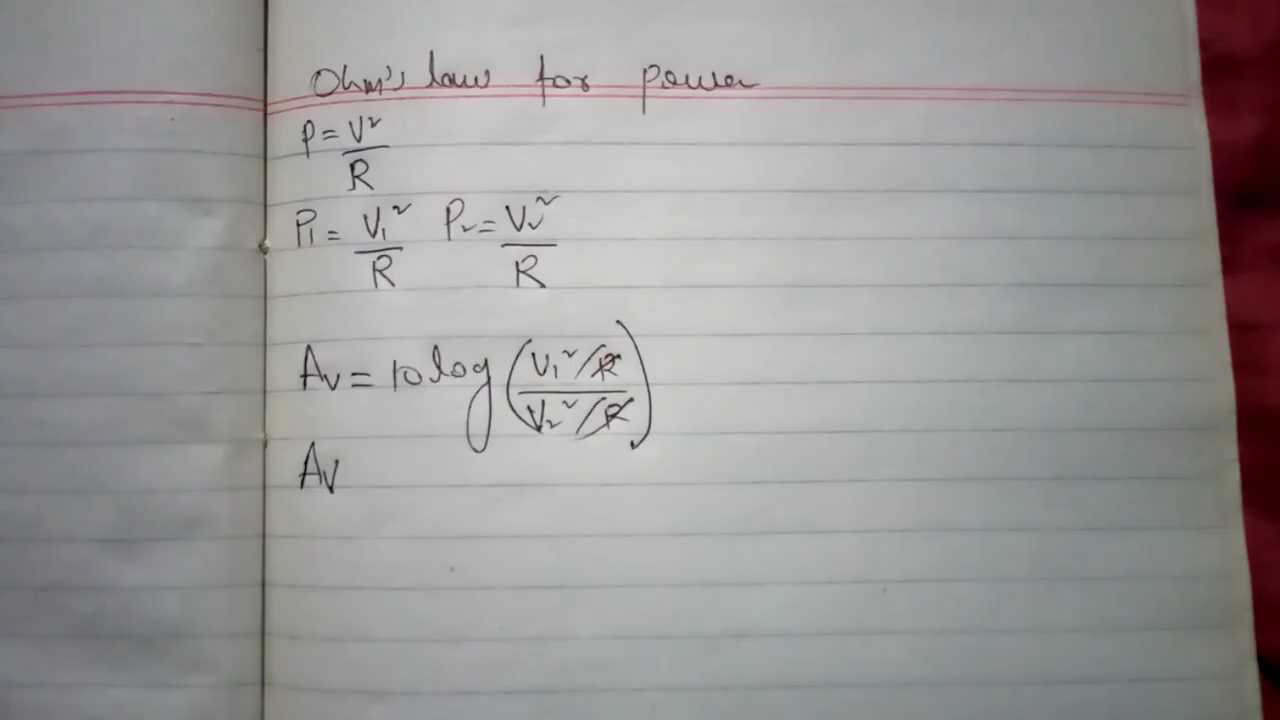 Ohm's law for power
P = V²/R
P₁ = V₁²/R P₂ = V₂²/R
Av = 10 log (V₁²/R / V₂²/R)
Av